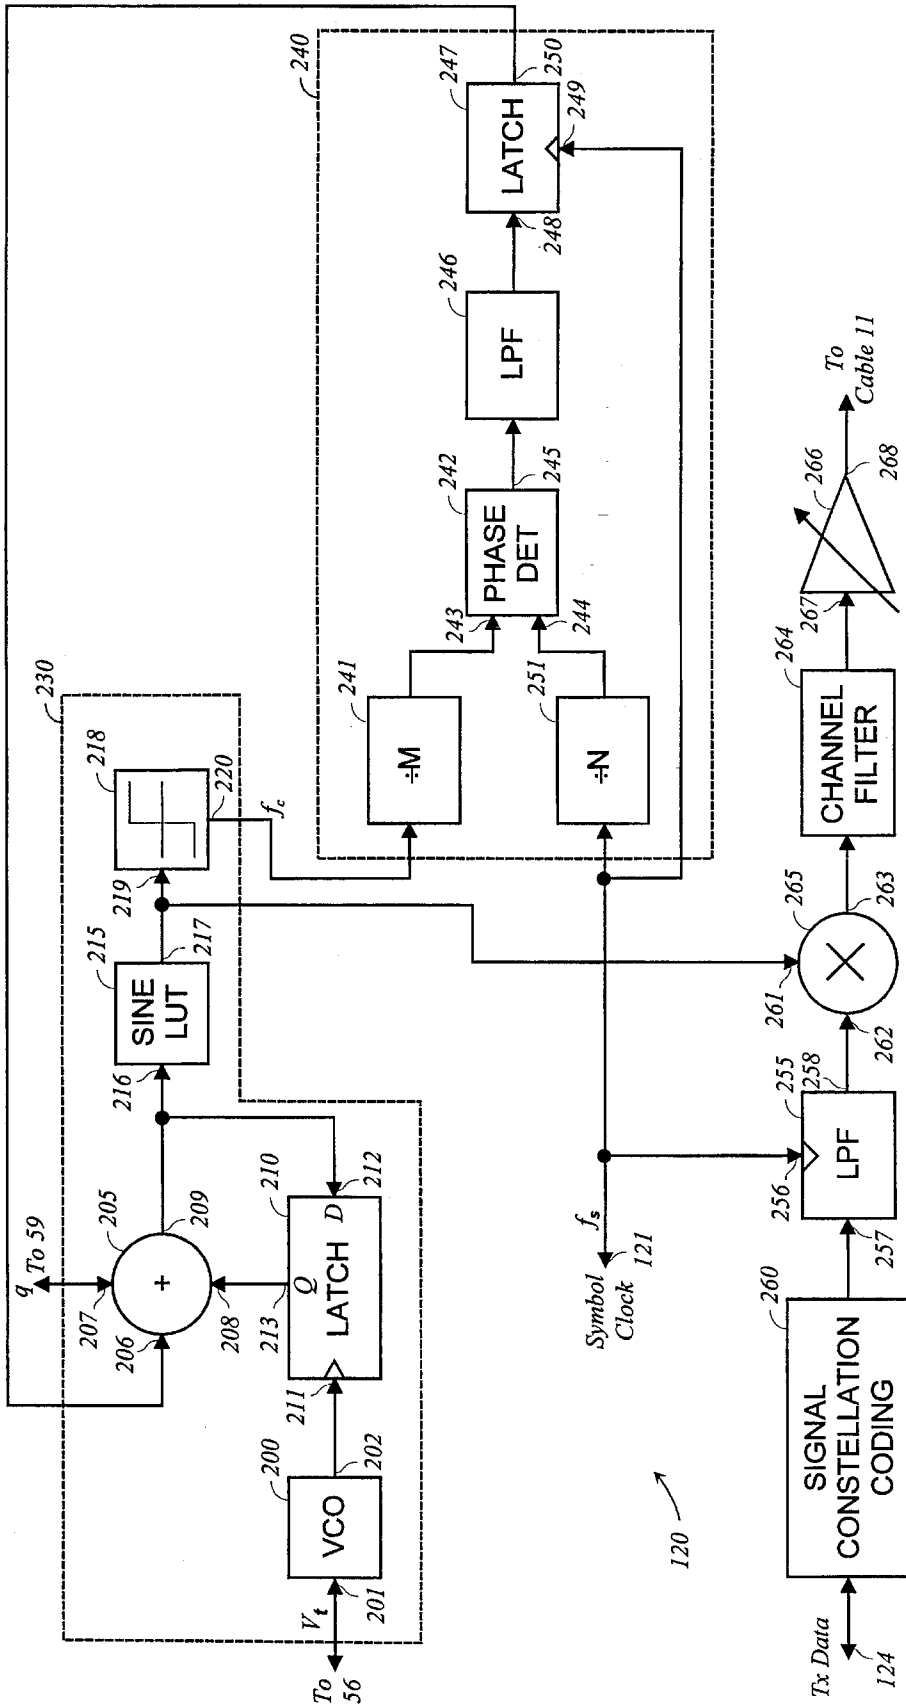 240
247
250
LATCH
249
248
246
LPF
245
242
PHASE
DET
243
244
241
÷M
251
÷N
230
218
220
f_c
219
215
SINE
LUT
217
216
q
To 59
205
207
206
209
208
210
Q
D
212
LATCH
213
211
200
202
VCO
V_t
201
To
56
f_s
121
Symbol
Clock
120
To
Cable 11
266
268
267
264
CHANNEL
FILTER
263
265
261
262
255
258
LPF
256
257
260
SIGNAL
CONSTELLATION
CODING
Tx Data
124